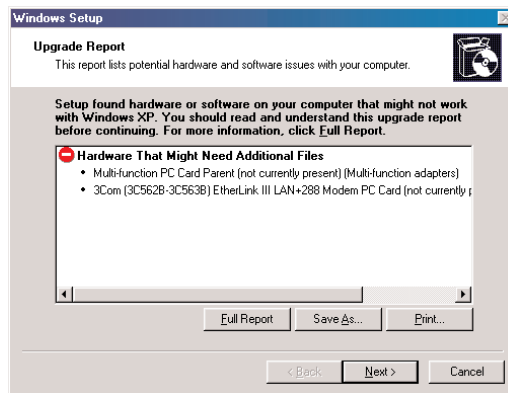 Windows Setup
Upgrade Report
This report lists potential hardware and software issues with your computer.
Setup found hardware or software on your computer that might not work
with Windows XP. You should read and understand this upgrade report
before continuing. For more information, click Full Report.
Hardware That Might Need Additional Files
• Multi-function PC Card Parent (not currently present) (Multi-function adapters)
• 3Com (3C562B-3C563B) EtherLink III LAN+288 Modem PC Card (not currently
Full Report
Save As...
Print...
< Back
Next >
Cancel